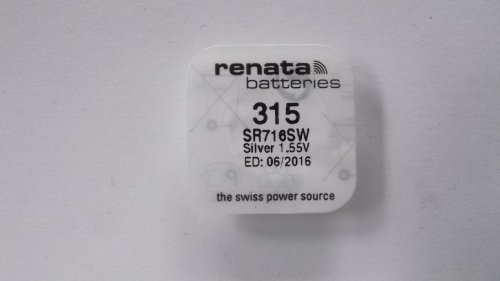 renata
batteries
315
SR716SW
Silver 1.55V
ED: 06/2016
the swiss power source